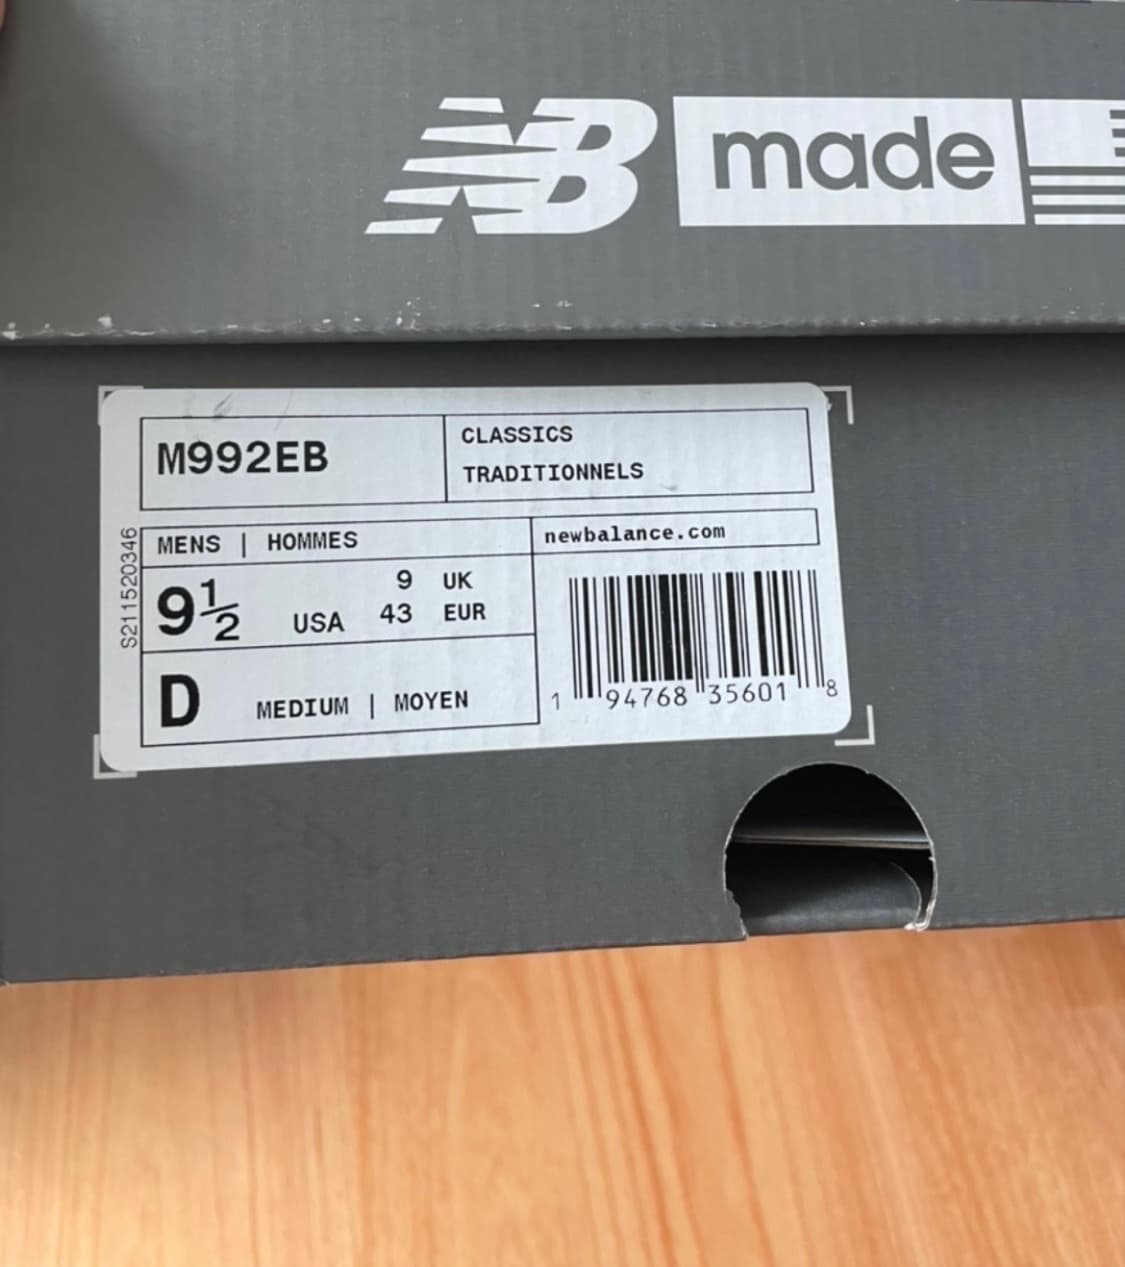 NB made
M992EB
CLASSICS
TRADITIONNELS
S211520346
MENS | HOMMES
newbalance.com
9½ USA
9 UK
43 EUR
D MEDIUM | MOYEN
1 94768 35601 8